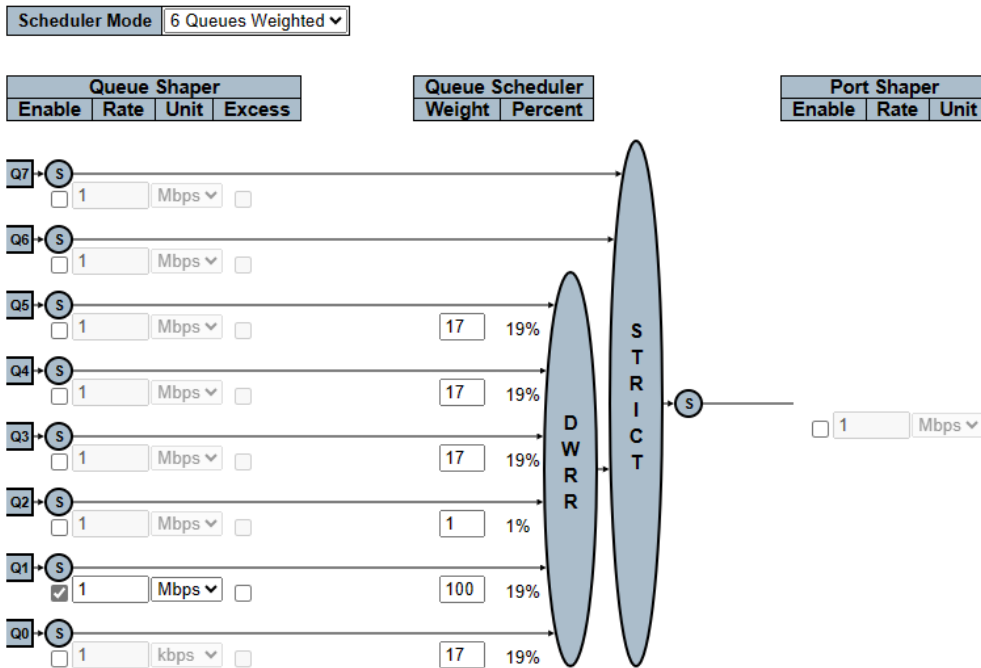 Scheduler Mode 6 Queues Weighted
Queue Shaper Queue Scheduler Port Shaper
Enable Rate Unit Excess Weight Percent Enable Rate Unit
Q7 S
1 Mbps
Q6 S
1 Mbps
Q5 S
1 Mbps 17 19%
Q4 S
1 Mbps 17 19%
Q3 S
1 Mbps 17 19%
Q2 S
1 Mbps 1 1%
Q1 S
1 Mbps 100 19%
Q0 S
1 kbps 17 19%
DWRR
STRICT
S
1 Mbps